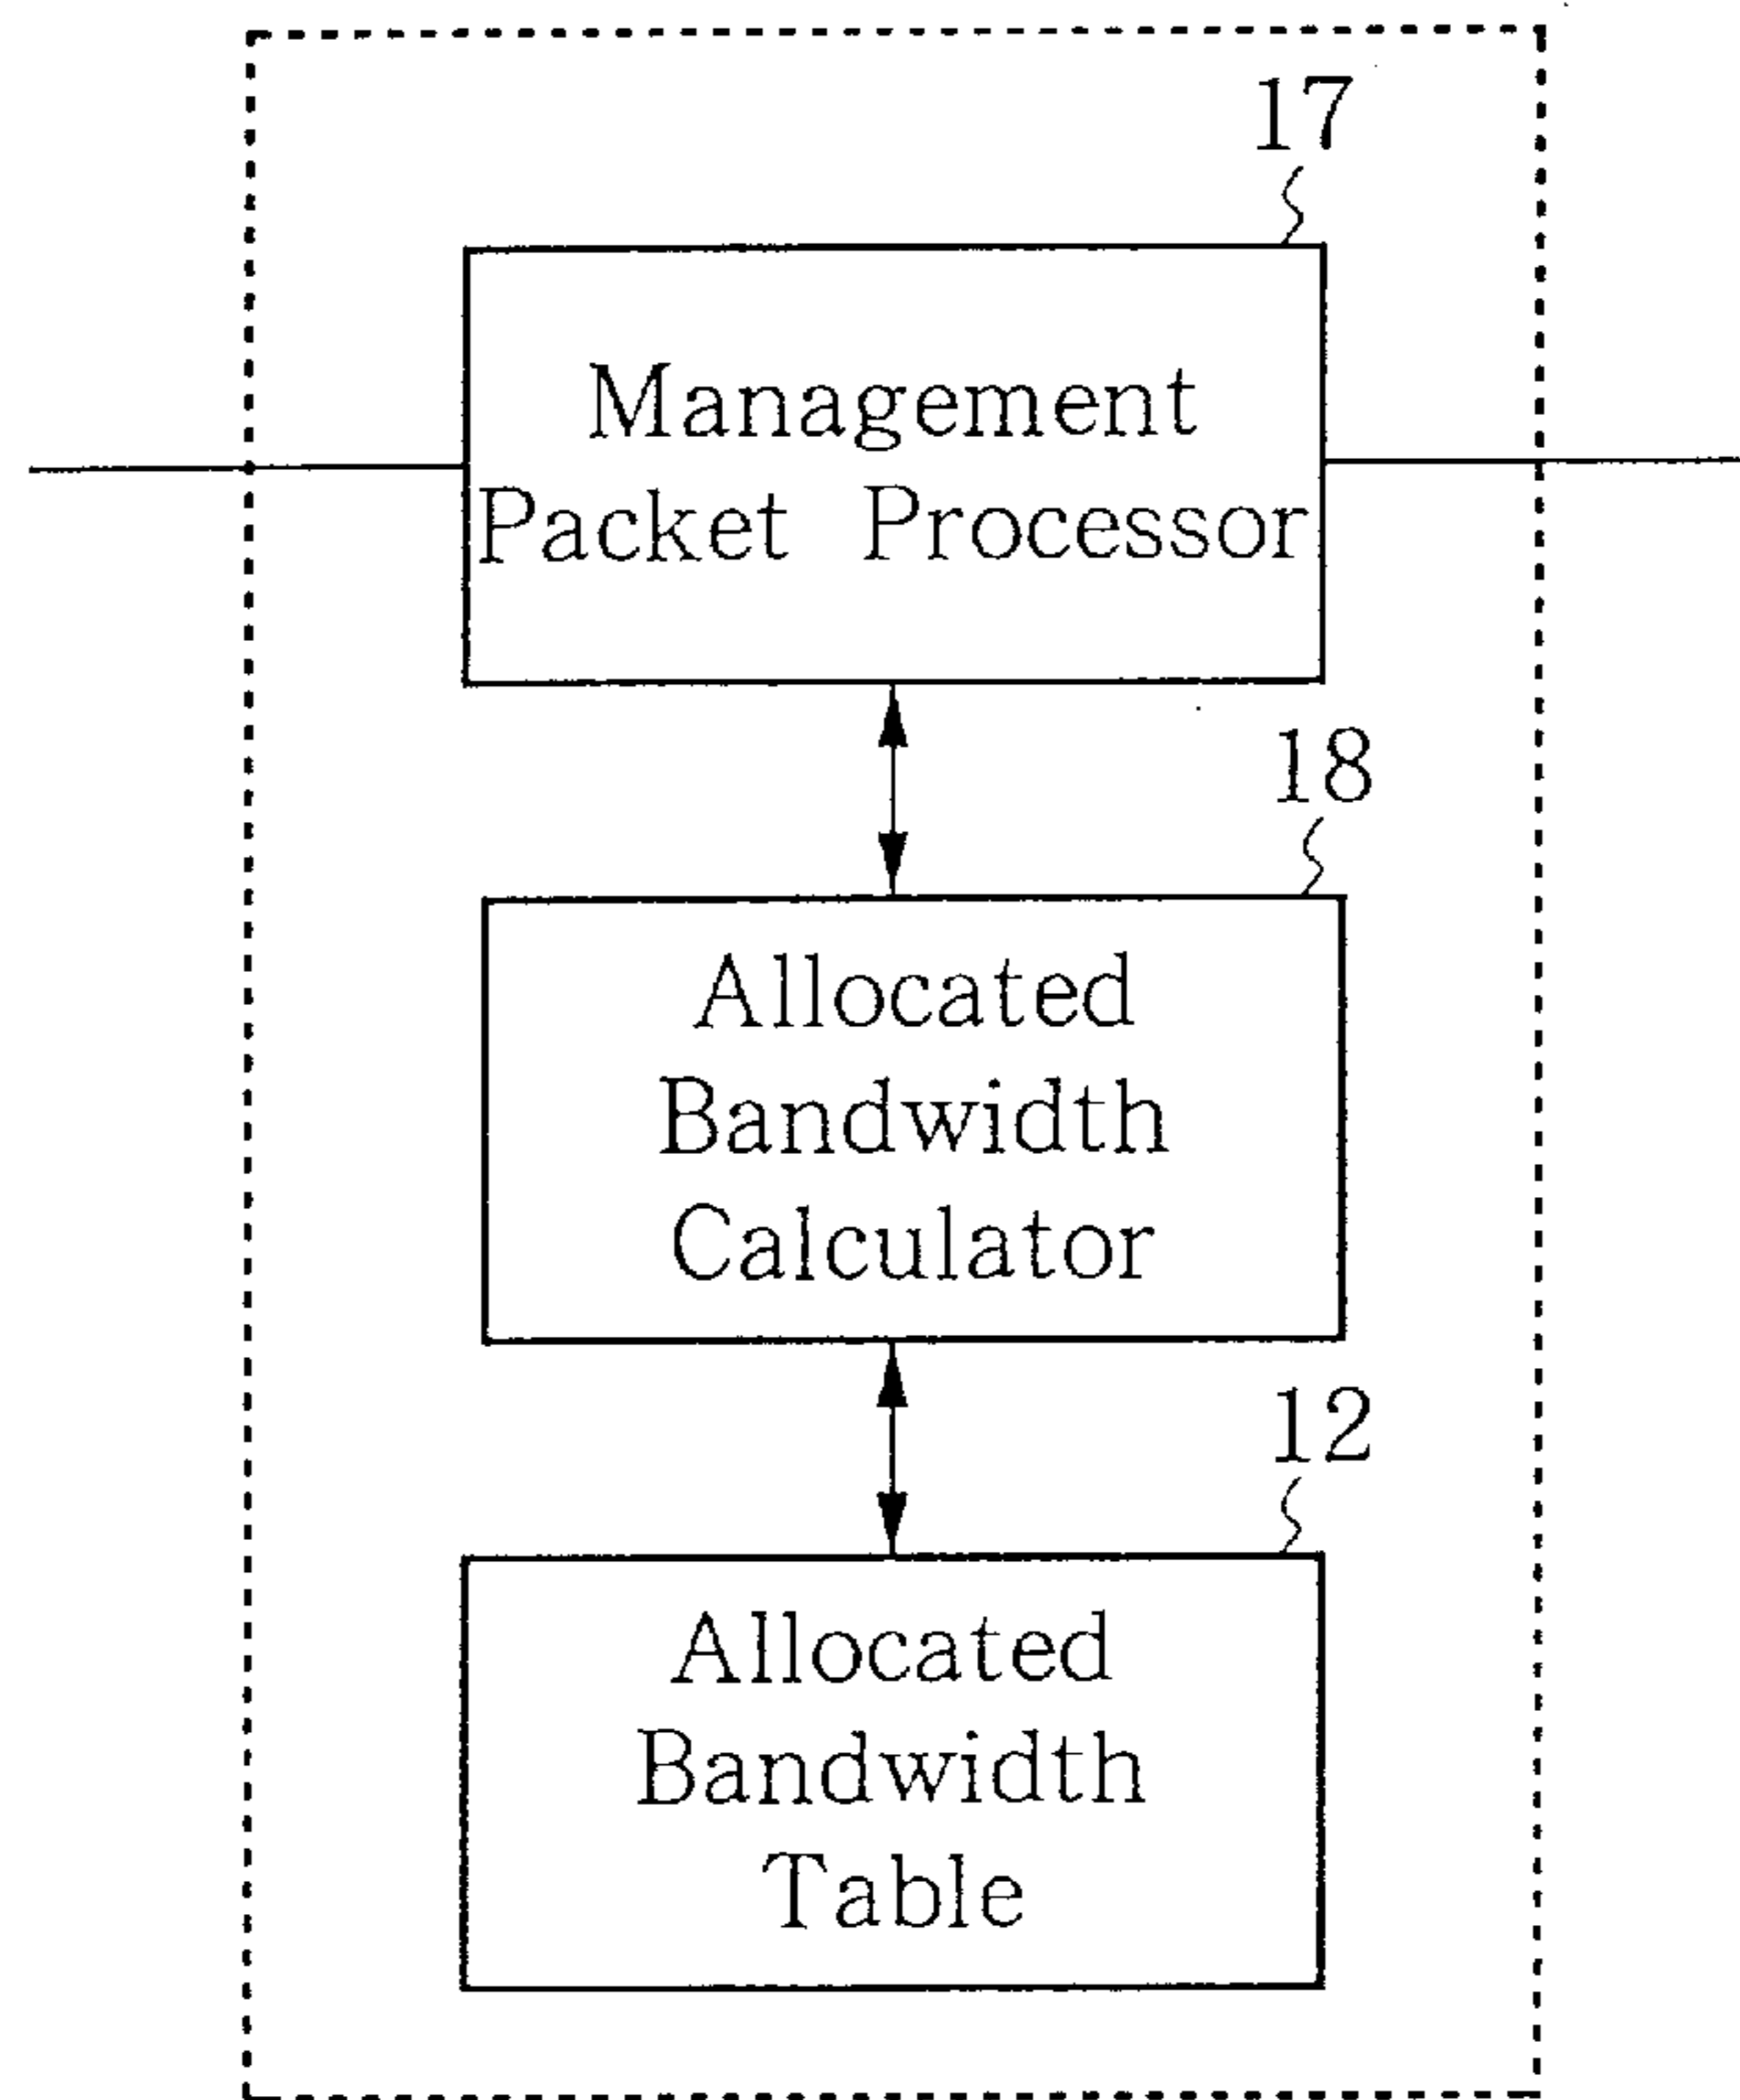 17
Management
Packet Processor
18
Allocated
Bandwidth
Calculator
12
Allocated
Bandwidth
Table